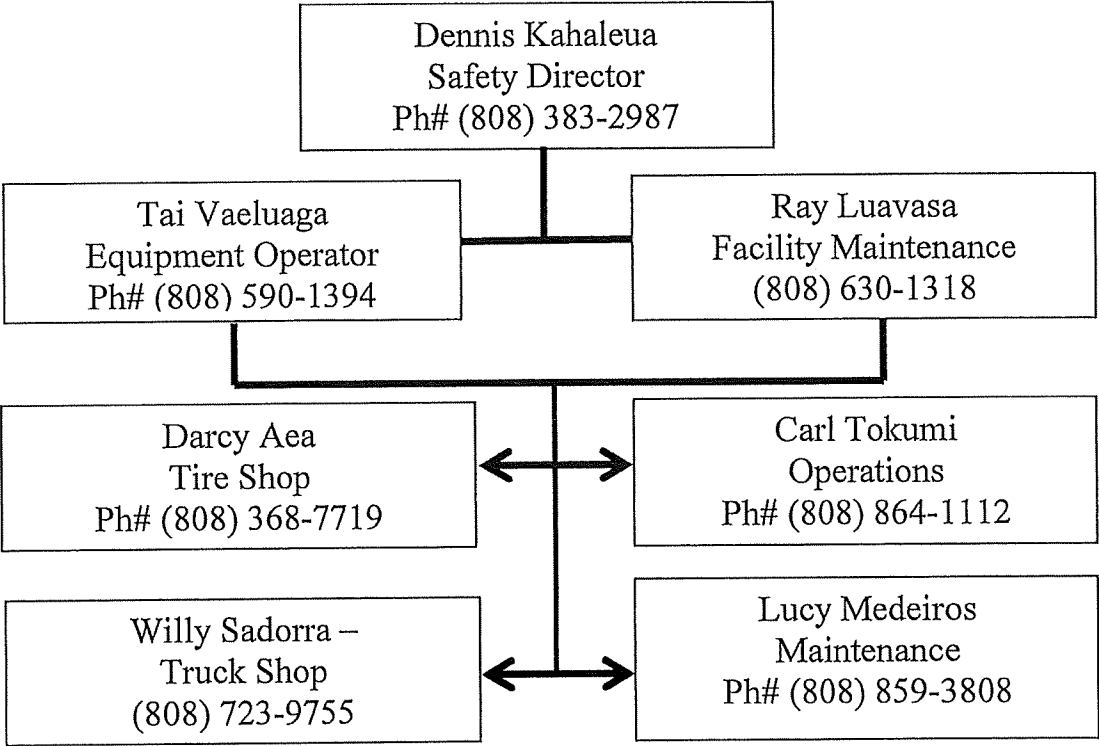 Dennis Kahaleua
Safety Director
Ph# (808) 383-2987
Tai Vaeluaga
Equipment Operator
Ph# (808) 590-1394
Ray Luavasa
Facility Maintenance
(808) 630-1318
Darcy Aea
Tire Shop
Ph# (808) 368-7719
Carl Tokumi
Operations
Ph# (808) 864-1112
Willy Sadorra –
Truck Shop
(808) 723-9755
Lucy Medeiros
Maintenance
Ph# (808) 859-3808